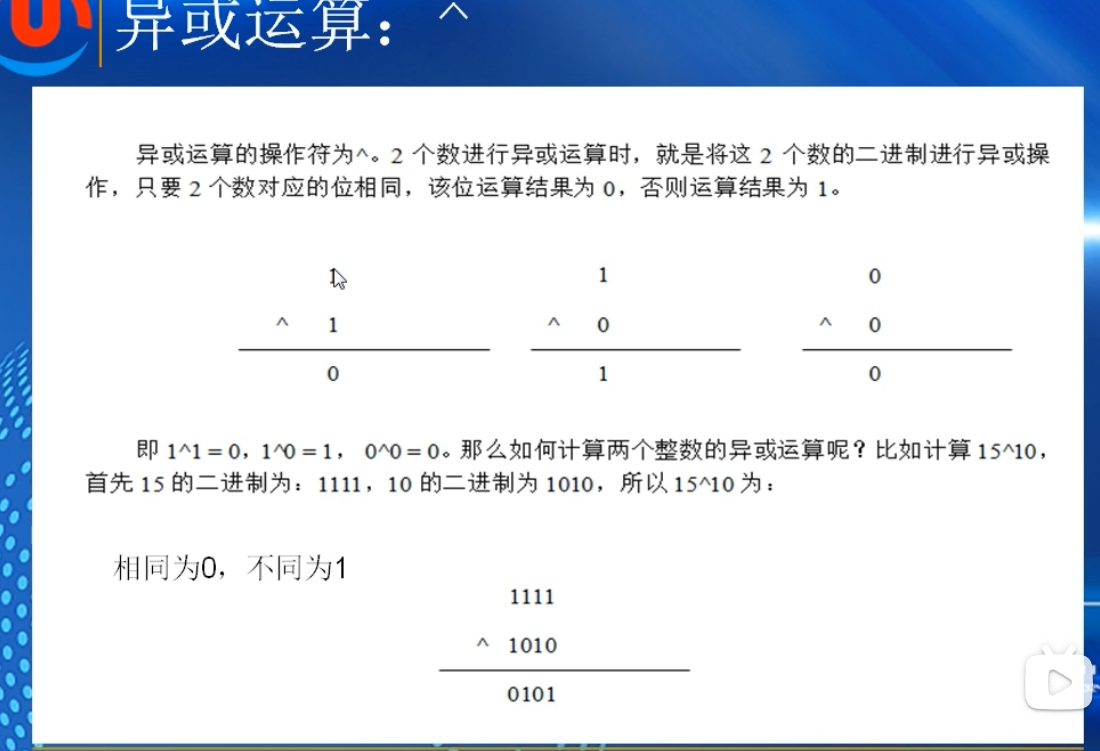 异或运算：^
异或运算的操作符为^。2 个数进行异或运算时，就是将这 2 个数的二进制进行异或操
作，只要 2 个数对应的位相同，该位运算结果为 0，否则运算结果为 1。
1 1 0
^ 1 ^ 0 ^ 0
0 1 0
即 1^1 = 0，1^0 = 1， 0^0 = 0。那么如何计算两个整数的异或运算呢？比如计算 15^10，
首先 15 的二进制为：1111，10 的二进制为 1010，所以 15^10 为：
相同为0，不同为1
1111
^ 1010
0101